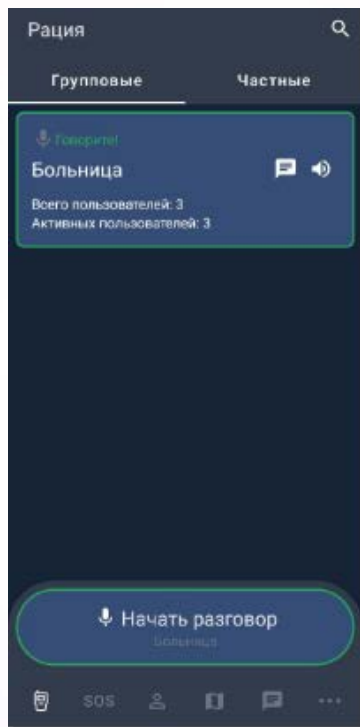 Рация
Групповые Частные
Говорите!
Больница
Всего пользователей: 3
Активных пользователей: 3
Начать разговор
Больница
SOS